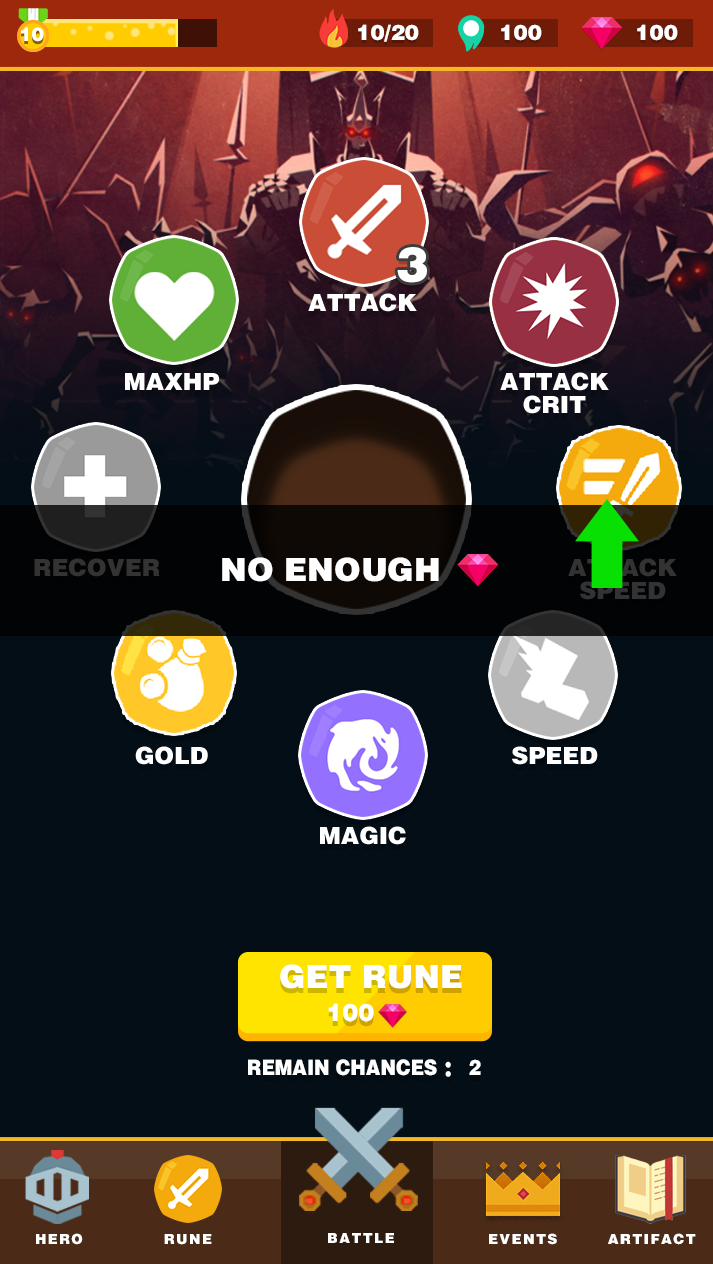 10
10/20
100
100
3
ATTACK
MAXHP
ATTACK
CRIT
RECOVER
ATTACK
SPEED
NO ENOUGH
GOLD
SPEED
MAGIC
GET RUNE
100
REMAIN CHANCES : 2
HERO
RUNE
BATTLE
EVENTS
ARTIFACT